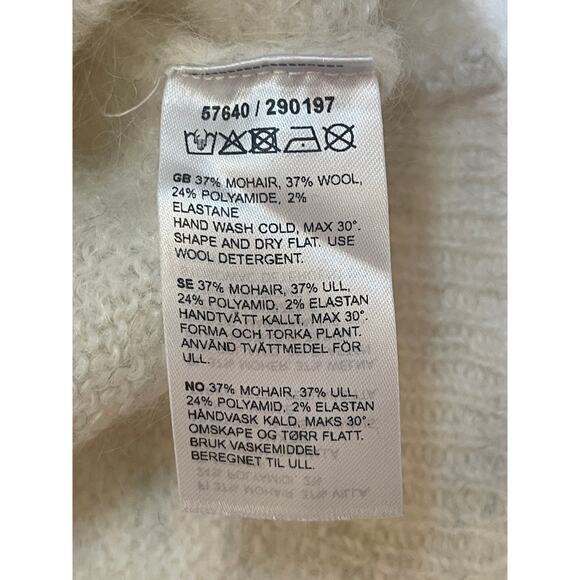 57640 / 290197
GB 37% MOHAIR, 37% WOOL,
24% POLYAMIDE, 2%
ELASTANE
HAND WASH COLD, MAX 30°.
SHAPE AND DRY FLAT. USE
WOOL DETERGENT.
SE 37% MOHAIR, 37% ULL,
24% POLYAMID, 2% ELASTAN
HANDTVÄTT KALLT, MAX 30°.
FORMA OCH TORKA PLANT.
ANVÄND TVÄTTMEDEL FÖR
ULL.
NO 37% MOHAIR, 37% ULL,
24% POLYAMID, 2% ELASTAN
HÅNDVASK KALD, MAKS 30°.
OMSKAPE OG TØRR FLATT.
BRUK VASKEMIDDEL
BEREGNET TIL ULL.